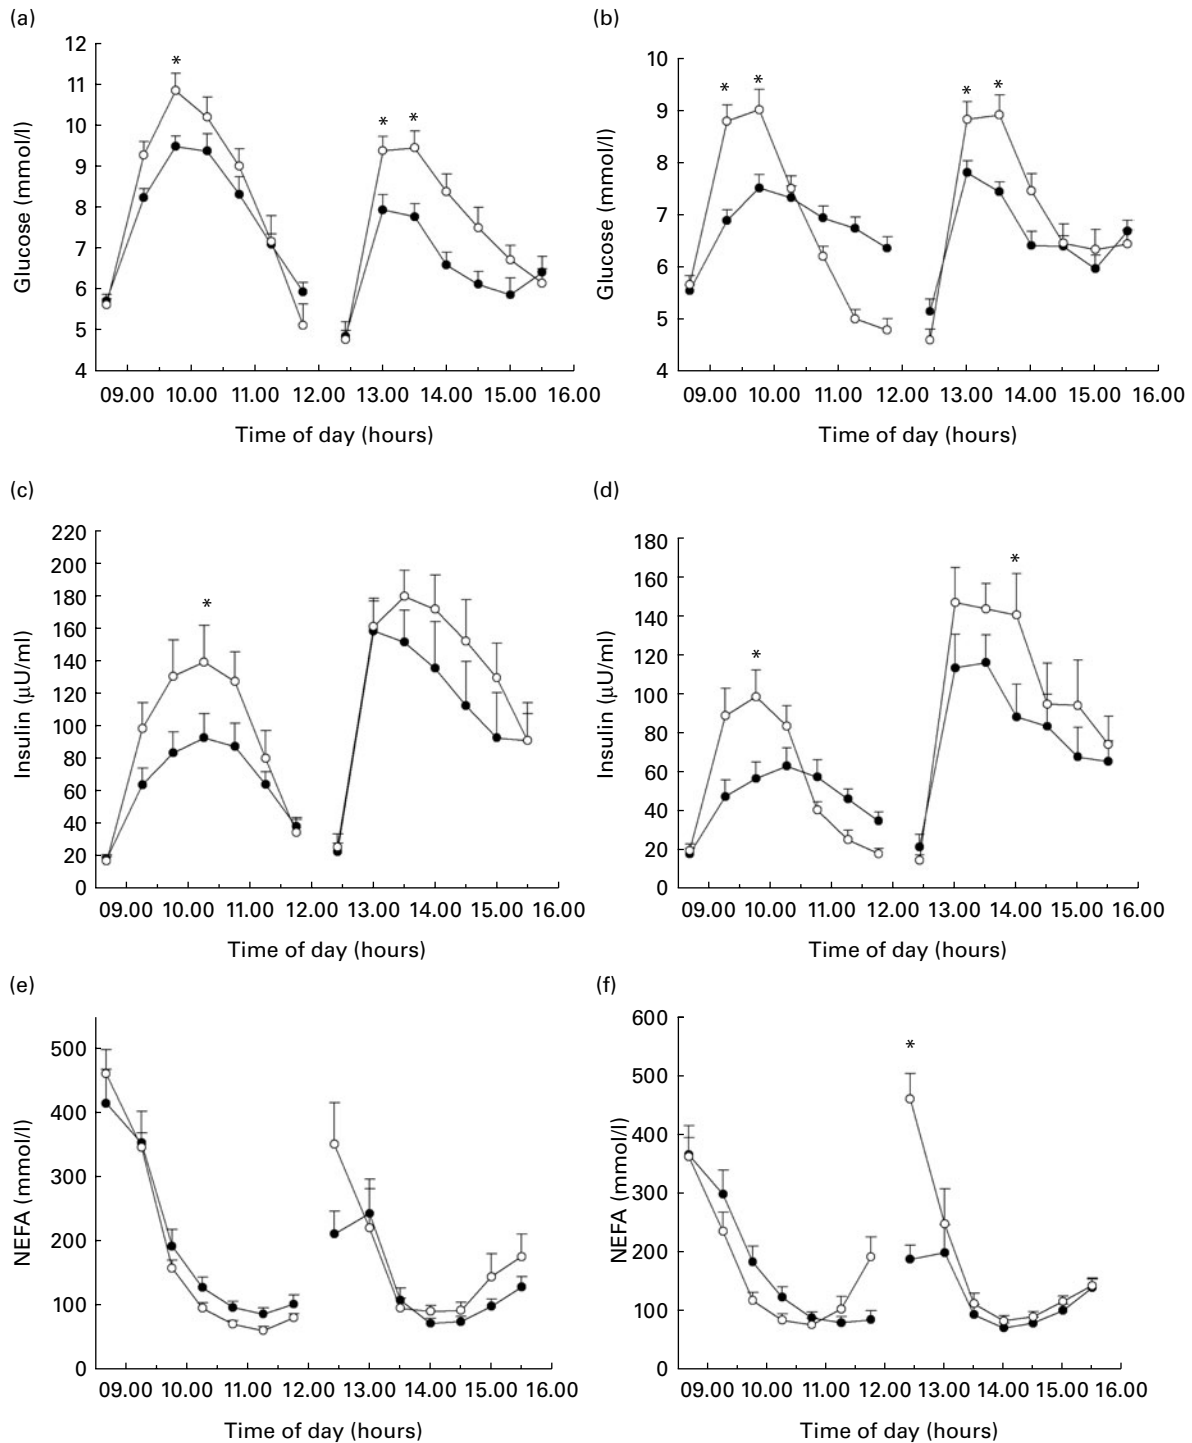 (a)
(b)
12
11
10
9
8
7
6
5
4
Glucose (mmol/l)
* * *
09.00 10.00 11.00 12.00 13.00 14.00 15.00 16.00
Time of day (hours)
10
9
8
7
6
5
4
Glucose (mmol/l)
* * * *
09.00 10.00 11.00 12.00 13.00 14.00 15.00 16.00
Time of day (hours)
(c)
(d)
220
200
180
160
140
120
100
80
60
40
20
0
Insulin (μU/ml)
*
09.00 10.00 11.00 12.00 13.00 14.00 15.00 16.00
Time of day (hours)
180
160
140
120
100
80
60
40
20
0
Insulin (μU/ml)
* *
09.00 10.00 11.00 12.00 13.00 14.00 15.00 16.00
Time of day (hours)
(e)
(f)
500
400
300
200
100
0
NEFA (mmol/l)
09.00 10.00 11.00 12.00 13.00 14.00 15.00 16.00
Time of day (hours)
600
500
400
300
200
100
0
NEFA (mmol/l)
*
09.00 10.00 11.00 12.00 13.00 14.00 15.00 16.00
Time of day (hours)